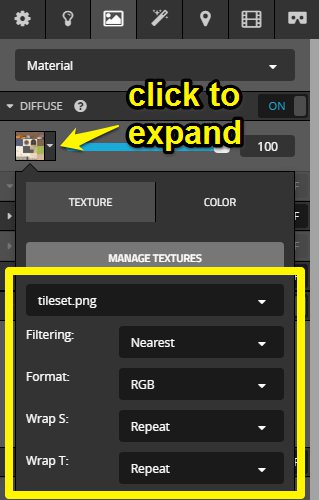 Material
DIFFUSE ? ON
click to
expand
100
TEXTURE COLOR
MANAGE TEXTURES
tileset.png
Filtering: Nearest
Format: RGB
Wrap S: Repeat
Wrap T: Repeat